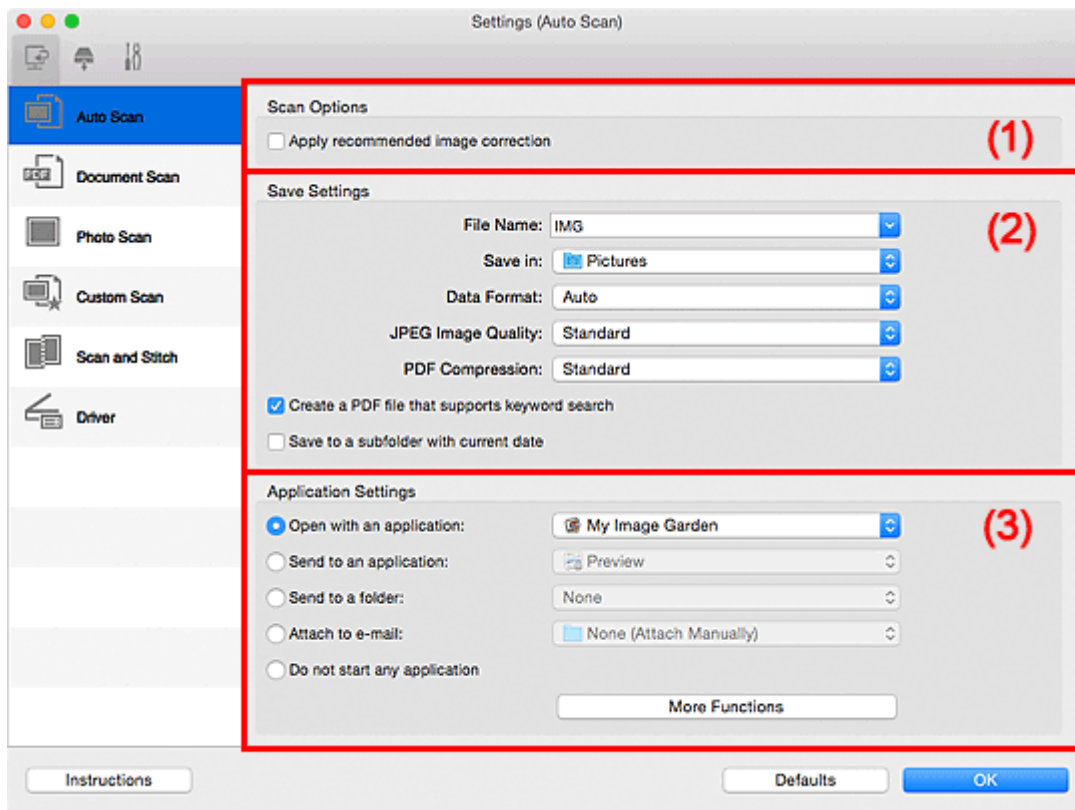 Settings (Auto Scan)
Auto Scan
Document Scan
Photo Scan
Custom Scan
Scan and Stitch
Driver
Scan Options
Apply recommended image correction
(1)
Save Settings
(2)
File Name: IMG
Save in: Pictures
Data Format: Auto
JPEG Image Quality: Standard
PDF Compression: Standard
Create a PDF file that supports keyword search
Save to a subfolder with current date
Application Settings
(3)
Open with an application: My Image Garden
Send to an application: Preview
Send to a folder: None
Attach to e-mail: None (Attach Manually)
Do not start any application
More Functions
Instructions Defaults OK